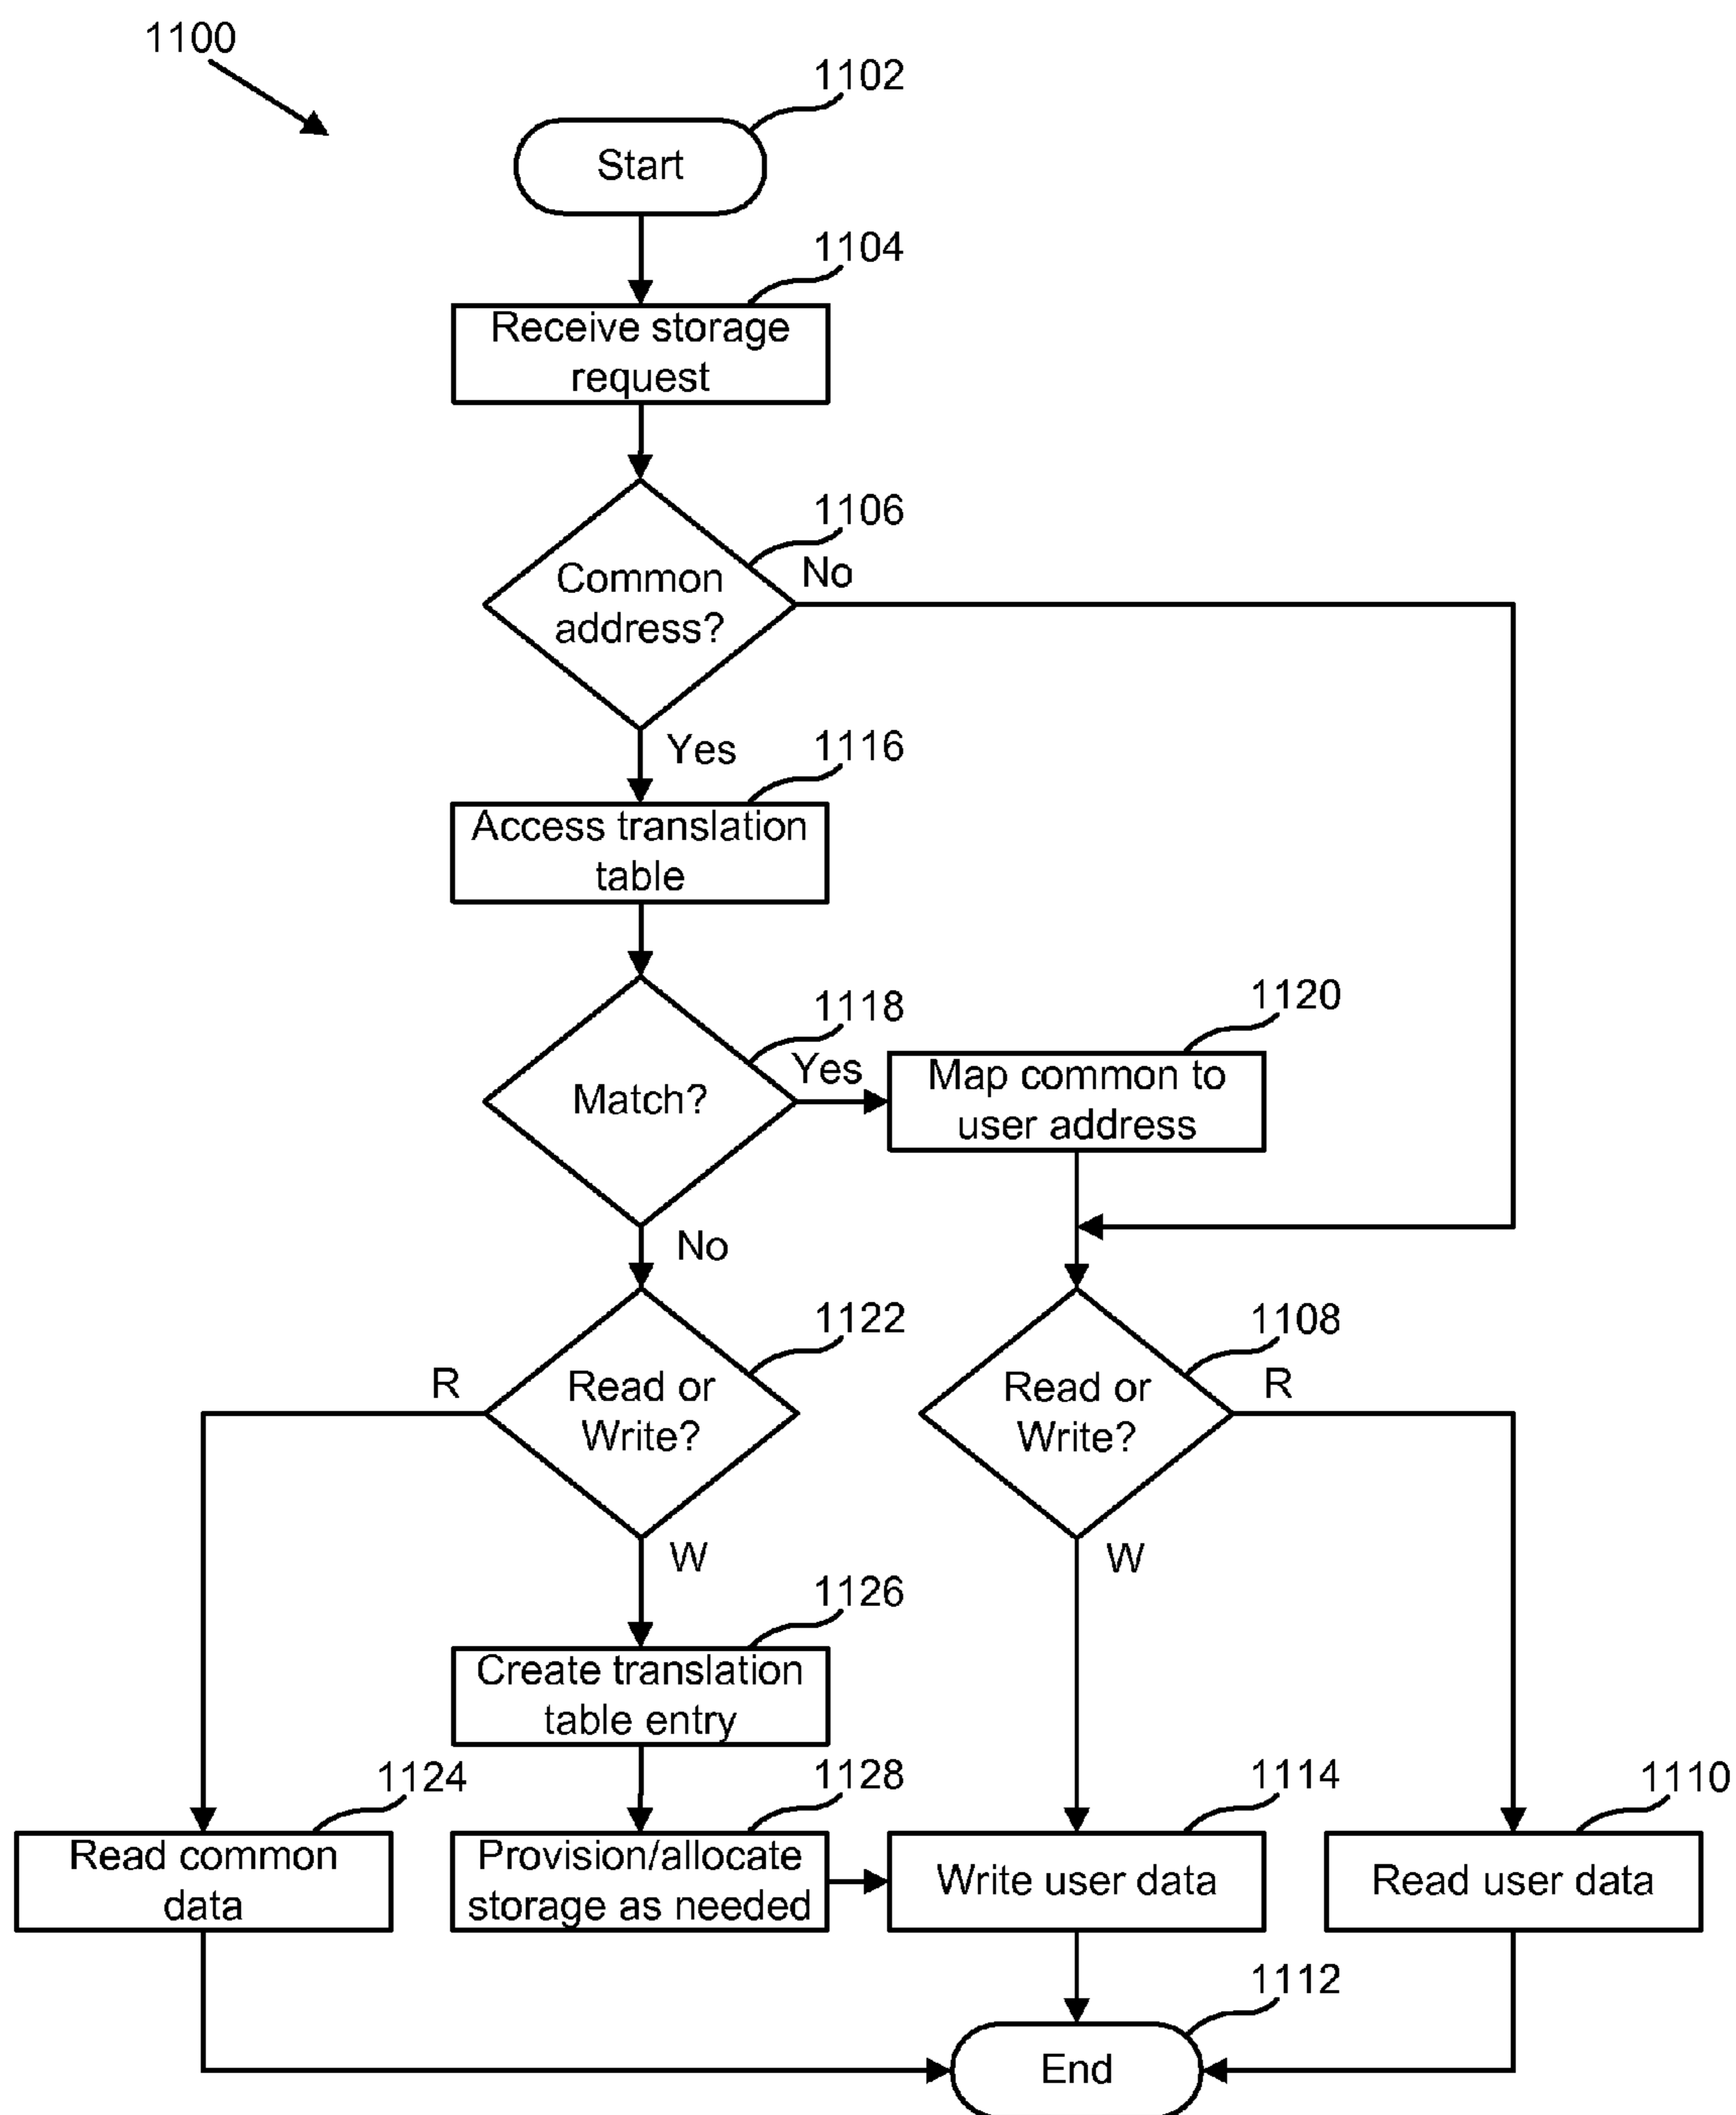 1100
1102
Start
1104
Receive storage
request
1106
Common
address?
No
Yes
1116
Access translation
table
1118
Match?
Yes
1120
Map common to
user address
No
1122
Read or
Write?
R
W
1108
Read or
Write?
R
W
1126
Create translation
table entry
1124
Read common
data
1128
Provision/allocate
storage as needed
1114
Write user data
1110
Read user data
1112
End